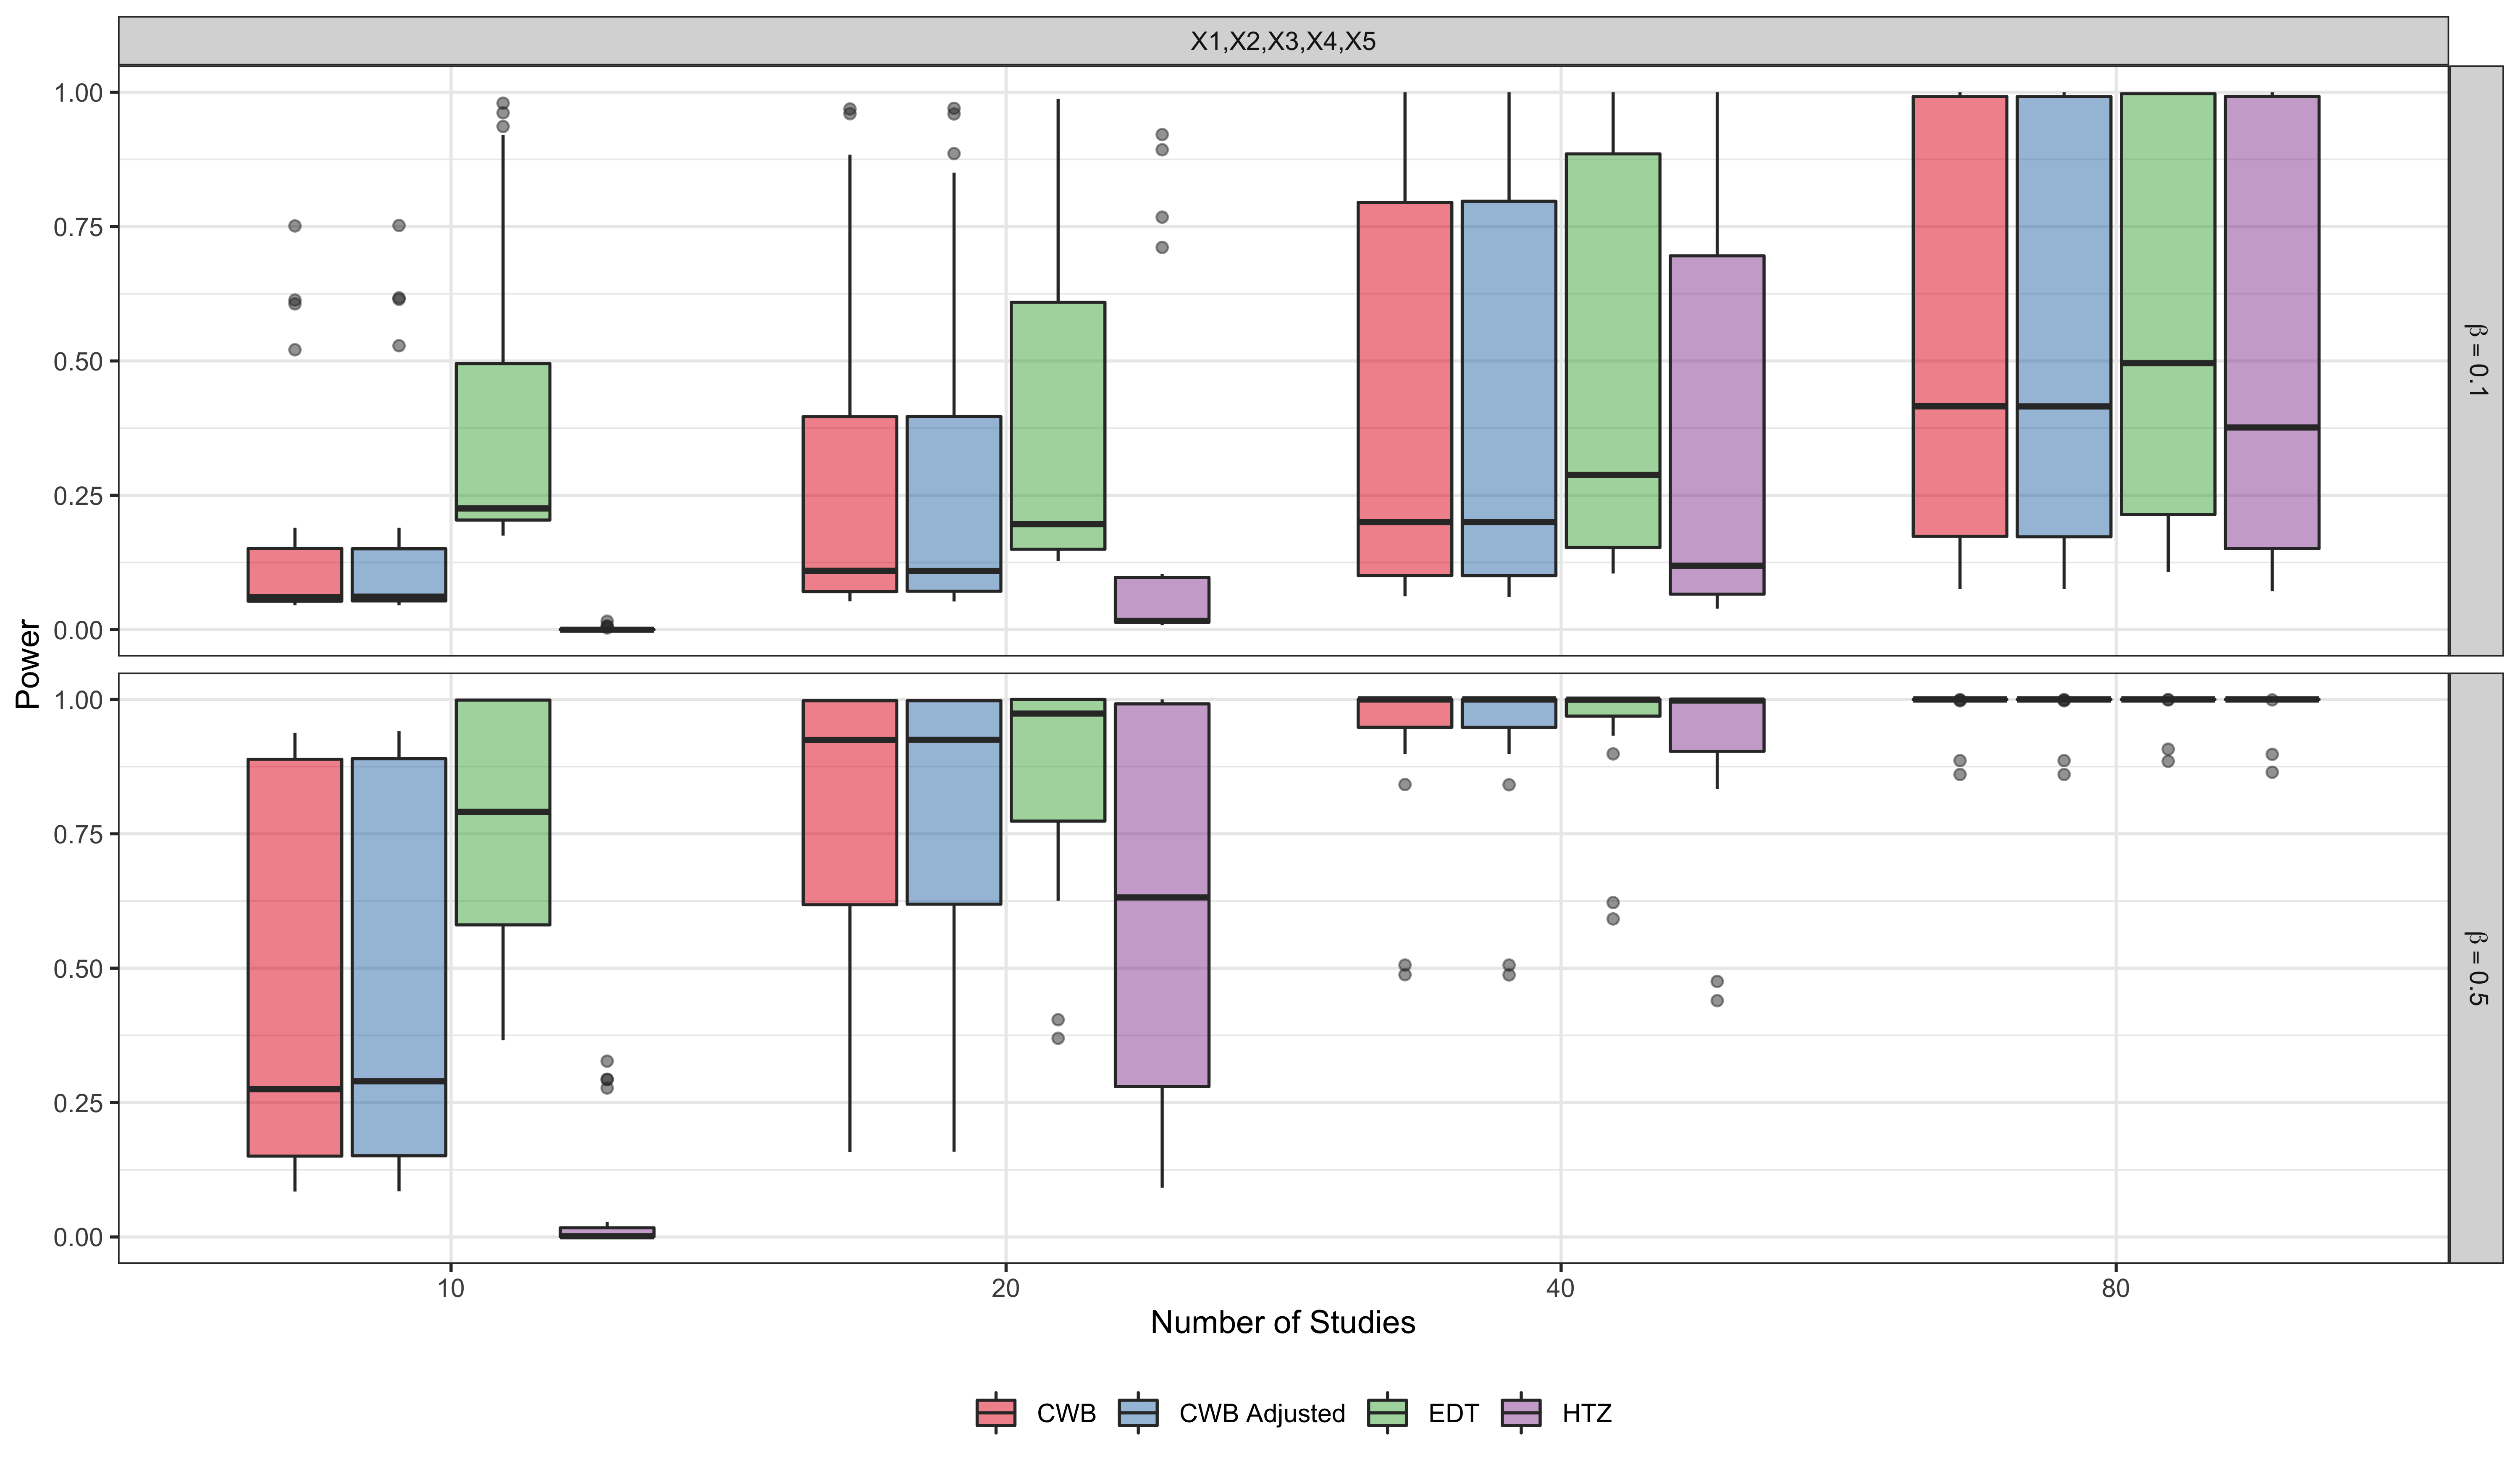 X1,X2,X3,X4,X5
1.00
0.75
0.50
0.25
0.00
β = 0.1
Power
1.00
0.75
0.50
0.25
0.00
β = 0.5
10 20 40 80
Number of Studies
CWB CWB Adjusted EDT HTZ